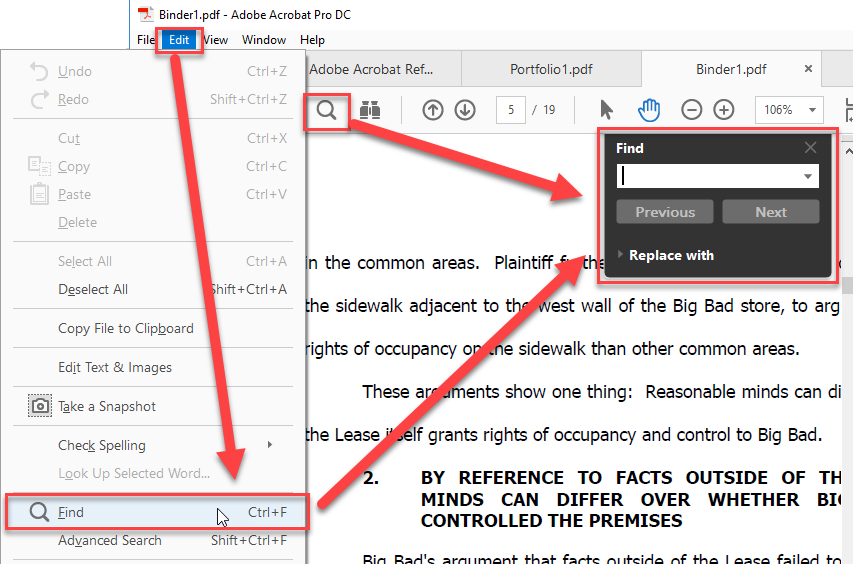 Binder1.pdf - Adobe Acrobat Pro DC
File Edit View Window Help
Adobe Acrobat Ref... Portfolio1.pdf Binder1.pdf ×
5 / 19 106%
Undo Ctrl+Z
Redo Shift+Ctrl+Z
Cut Ctrl+X
Copy Ctrl+C
Paste Ctrl+V
Delete
Select All Ctrl+A
Deselect All Shift+Ctrl+A
Copy File to Clipboard
Edit Text & Images
Take a Snapshot
Check Spelling
Look Up Selected Word...
Find Ctrl+F
Advanced Search Shift+Ctrl+F
Find
Previous Next
Replace with
in the common areas. Plaintiff further
the sidewalk adjacent to the west wall of the Big Bad store, to arg
rights of occupancy on the sidewalk than other common areas.
These arguments show one thing: Reasonable minds can di
the Lease itself grants rights of occupancy and control to Big Bad.
2. BY REFERENCE TO FACTS OUTSIDE OF TH
MINDS CAN DIFFER OVER WHETHER BIG
CONTROLLED THE PREMISES
Big Bad's argument that facts outside of the Lease failed to